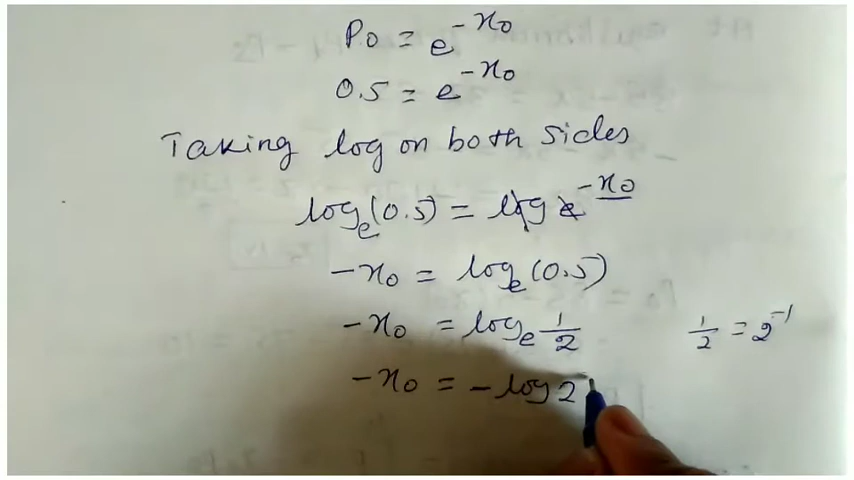 P₀ = e^-x₀
0.5 = e^-x₀
Taking log on both sides
logₑ(0.5) = log e^-x₀
-x₀ = logₑ(0.5)
-x₀ = logₑ 1/2 1/2 = 2^-1
-x₀ = - log 2